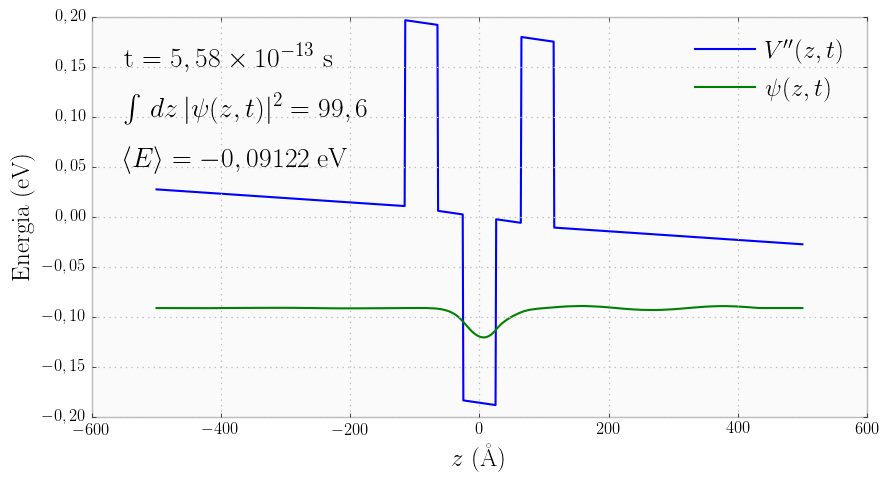 t = 5,58 × 10⁻¹³ s
∫ dz |ψ(z,t)|² = 99,6
⟨E⟩ = −0,09122 eV
V''(z,t)
ψ(z,t)
Energia (eV)
0,20
0,15
0,10
0,05
0,00
−0,05
−0,10
−0,15
−0,20
−600 −400 −200 0 200 400 600
z (Å)